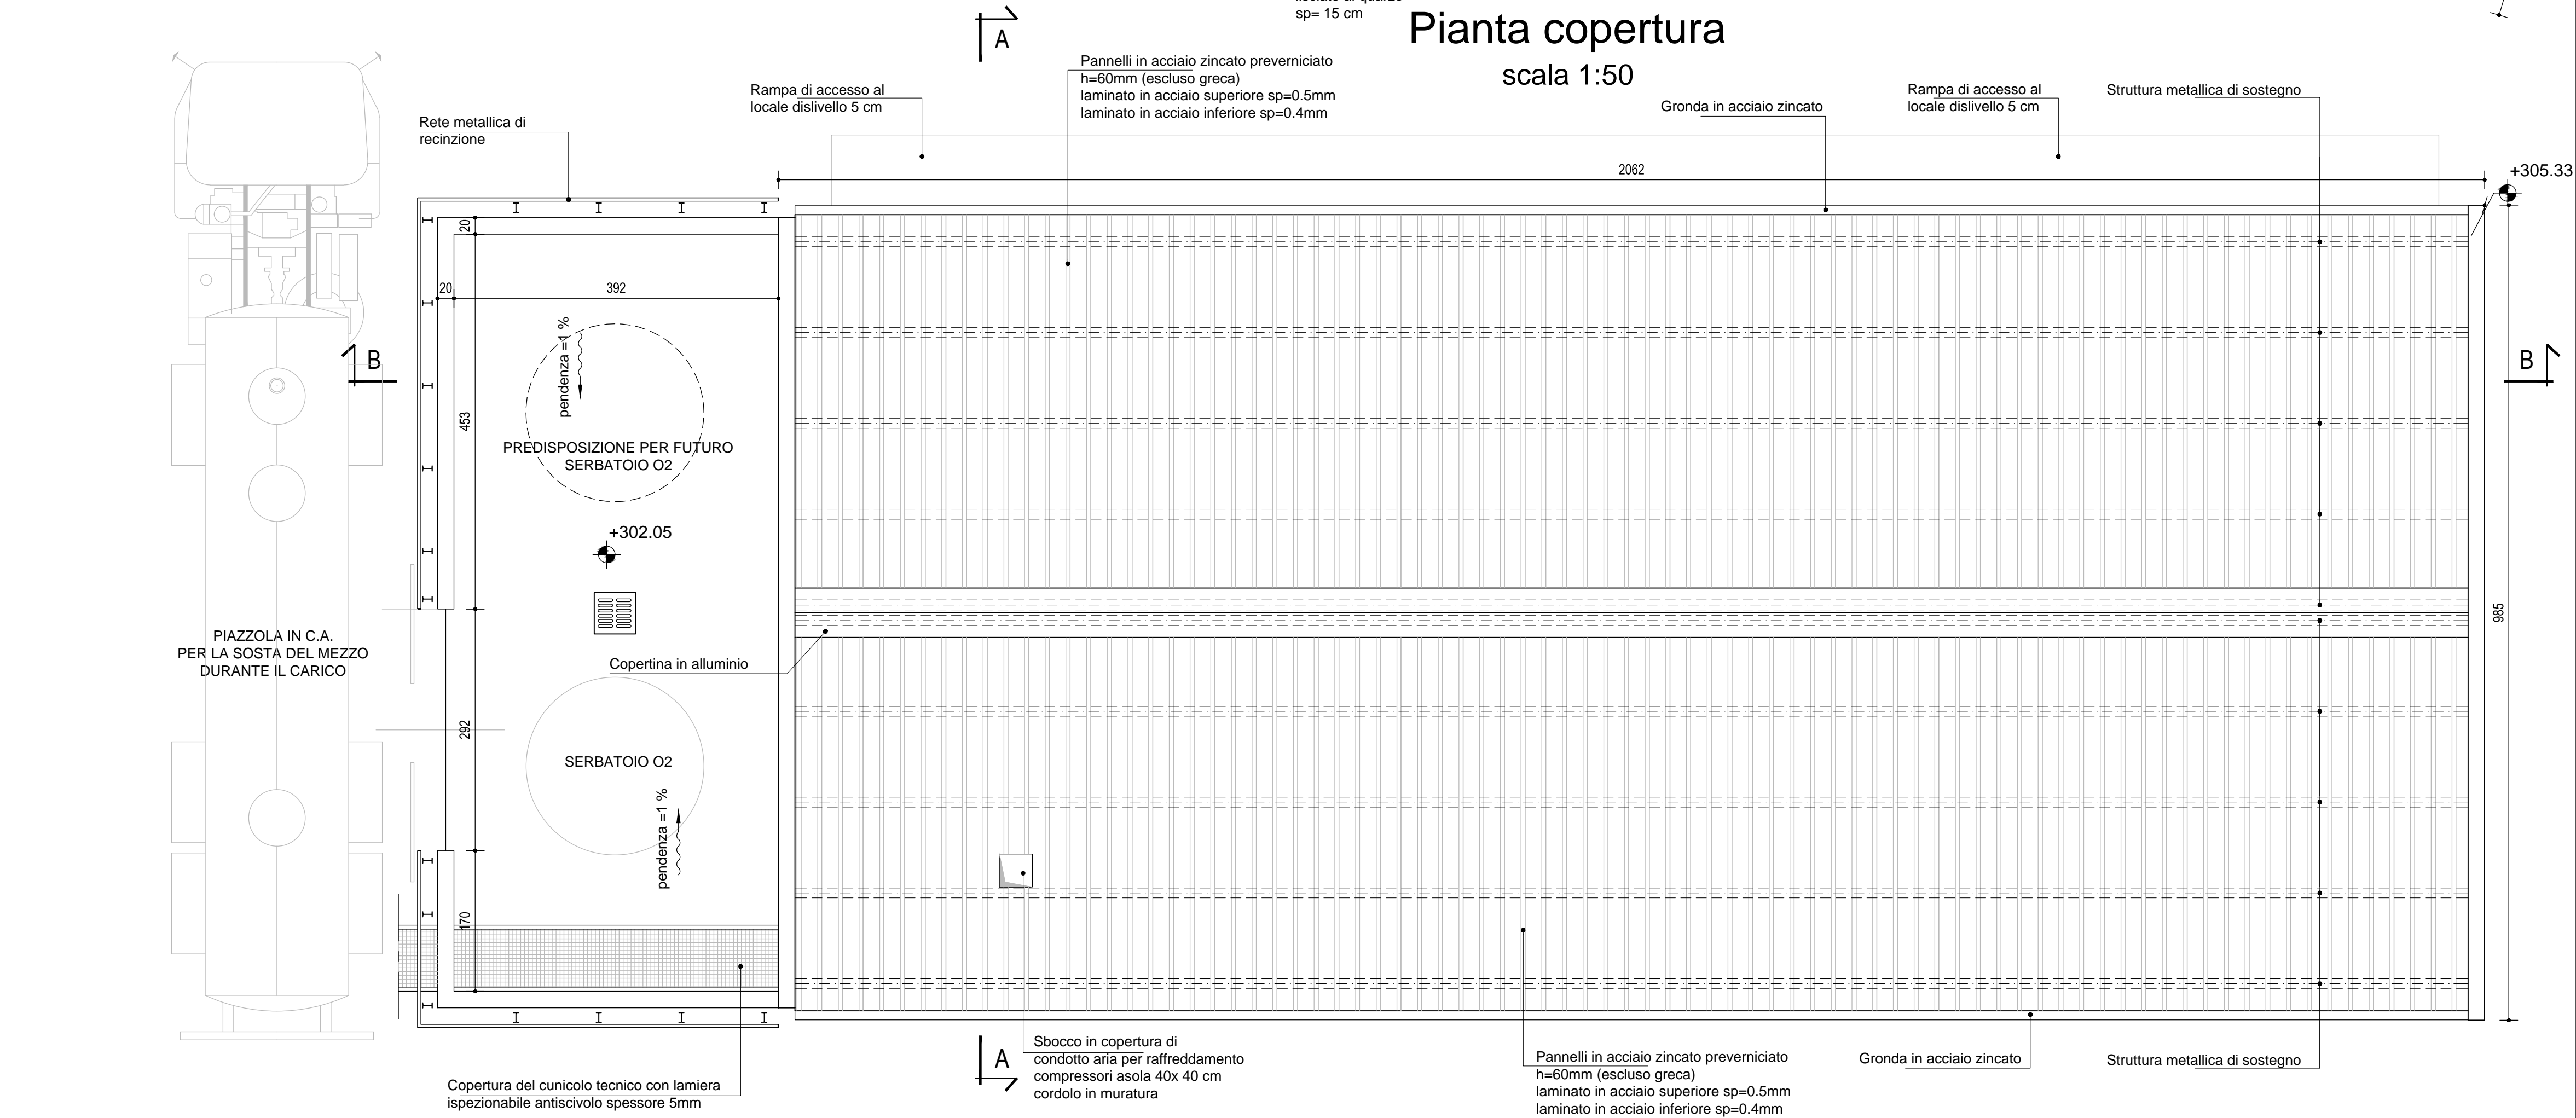 sp= 15 cm
Pianta copertura
scala 1:50
A
Pannelli in acciaio zincato preverniciato
h=60mm (escluso greca)
laminato in acciaio superiore sp=0.5mm
laminato in acciaio inferiore sp=0.4mm
Rampa di accesso al
locale dislivello 5 cm
Gronda in acciaio zincato
Rampa di accesso al
locale dislivello 5 cm
Struttura metallica di sostegno
Rete metallica di
recinzione
2062
+305.33
20
20
392
B
pendenza =1 %
B
453
PREDISPOSIZIONE PER FUTURO
SERBATOIO O2
+302.05
985
PIAZZOLA IN C.A.
PER LA SOSTA DEL MEZZO
DURANTE IL CARICO
Copertina in alluminio
292
SERBATOIO O2
pendenza =1 %
170
A
Sbocco in copertura di
condotto aria per raffreddamento
compressori asola 40x 40 cm
cordolo in muratura
Pannelli in acciaio zincato preverniciato
h=60mm (escluso greca)
laminato in acciaio superiore sp=0.5mm
laminato in acciaio inferiore sp=0.4mm
Gronda in acciaio zincato
Struttura metallica di sostegno
Copertura del cunicolo tecnico con lamiera
ispezionabile antiscivolo spessore 5mm